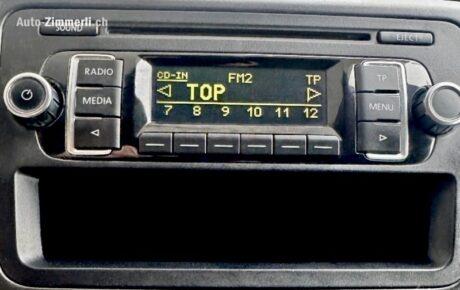 Auto-Zimmerli.ch
SOUND
EJECT
RADIO
MEDIA
CD-IN FM2 TP
TOP
7 8 9 10 11 12
TP
MENU